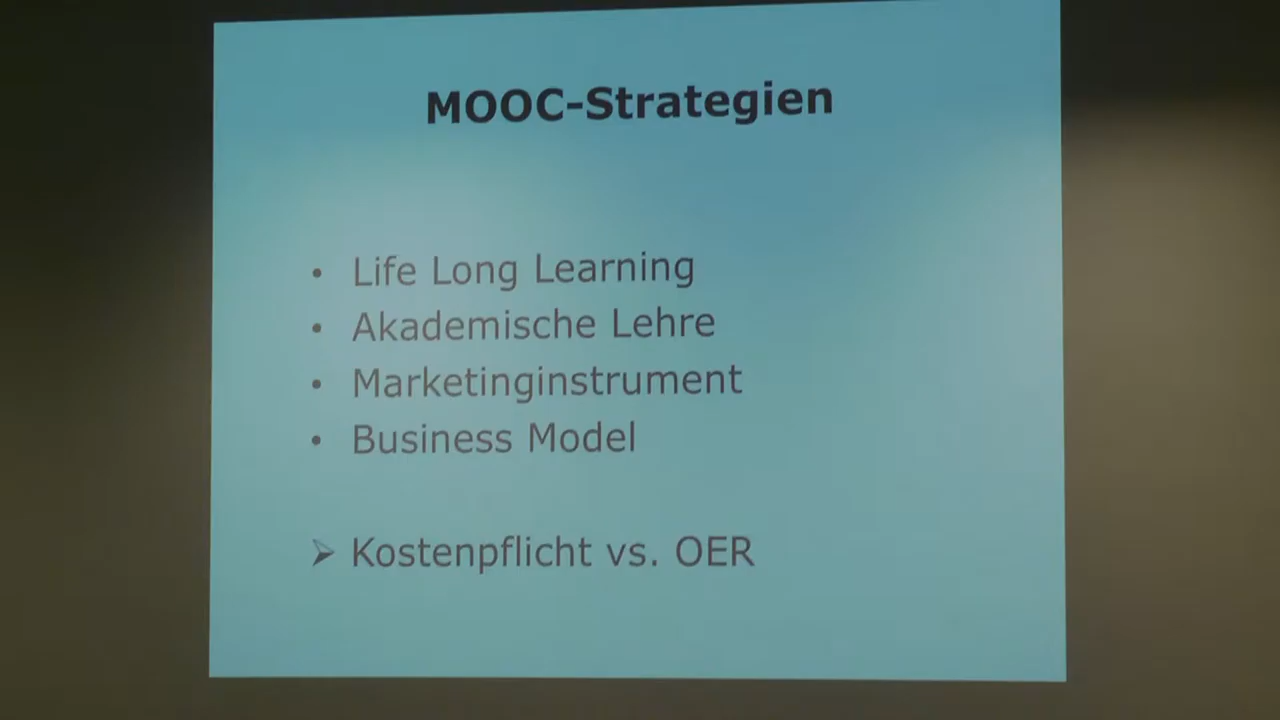 MOOC-Strategien
• Life Long Learning
• Akademische Lehre
• Marketinginstrument
• Business Model
➢ Kostenpflicht vs. OER